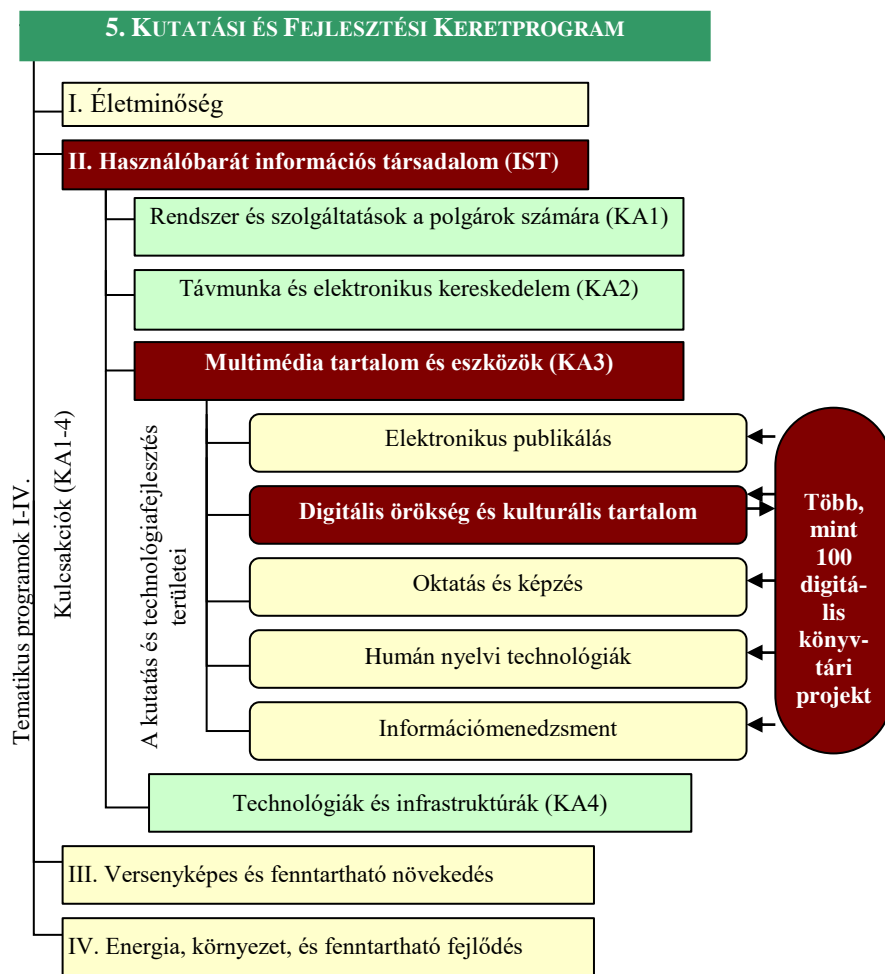 5. KUTATÁSI ÉS FEJLESZTÉSI KERETPROGRAM
I. Életminőség
II. Használóbarát információs társadalom (IST)
Rendszer és szolgáltatások a polgárok számára (KA1)
Távmunka és elektronikus kereskedelem (KA2)
Multimédia tartalom és eszközök (KA3)
Elektronikus publikálás
Digitális örökség és kulturális tartalom
Oktatás és képzés
Humán nyelvi technológiák
Információmenedzsment
Több,
mint
100
digitá-
lis
könyv-
tári
projekt
Technológiák és infrastruktúrák (KA4)
III. Versenyképes és fenntartható növekedés
IV. Energia, környezet, és fenntartható fejlődés
Tematikus programok I-IV.
Kulcsakciók (KA1-4)
A kutatás és technológiafejlesztés
területei